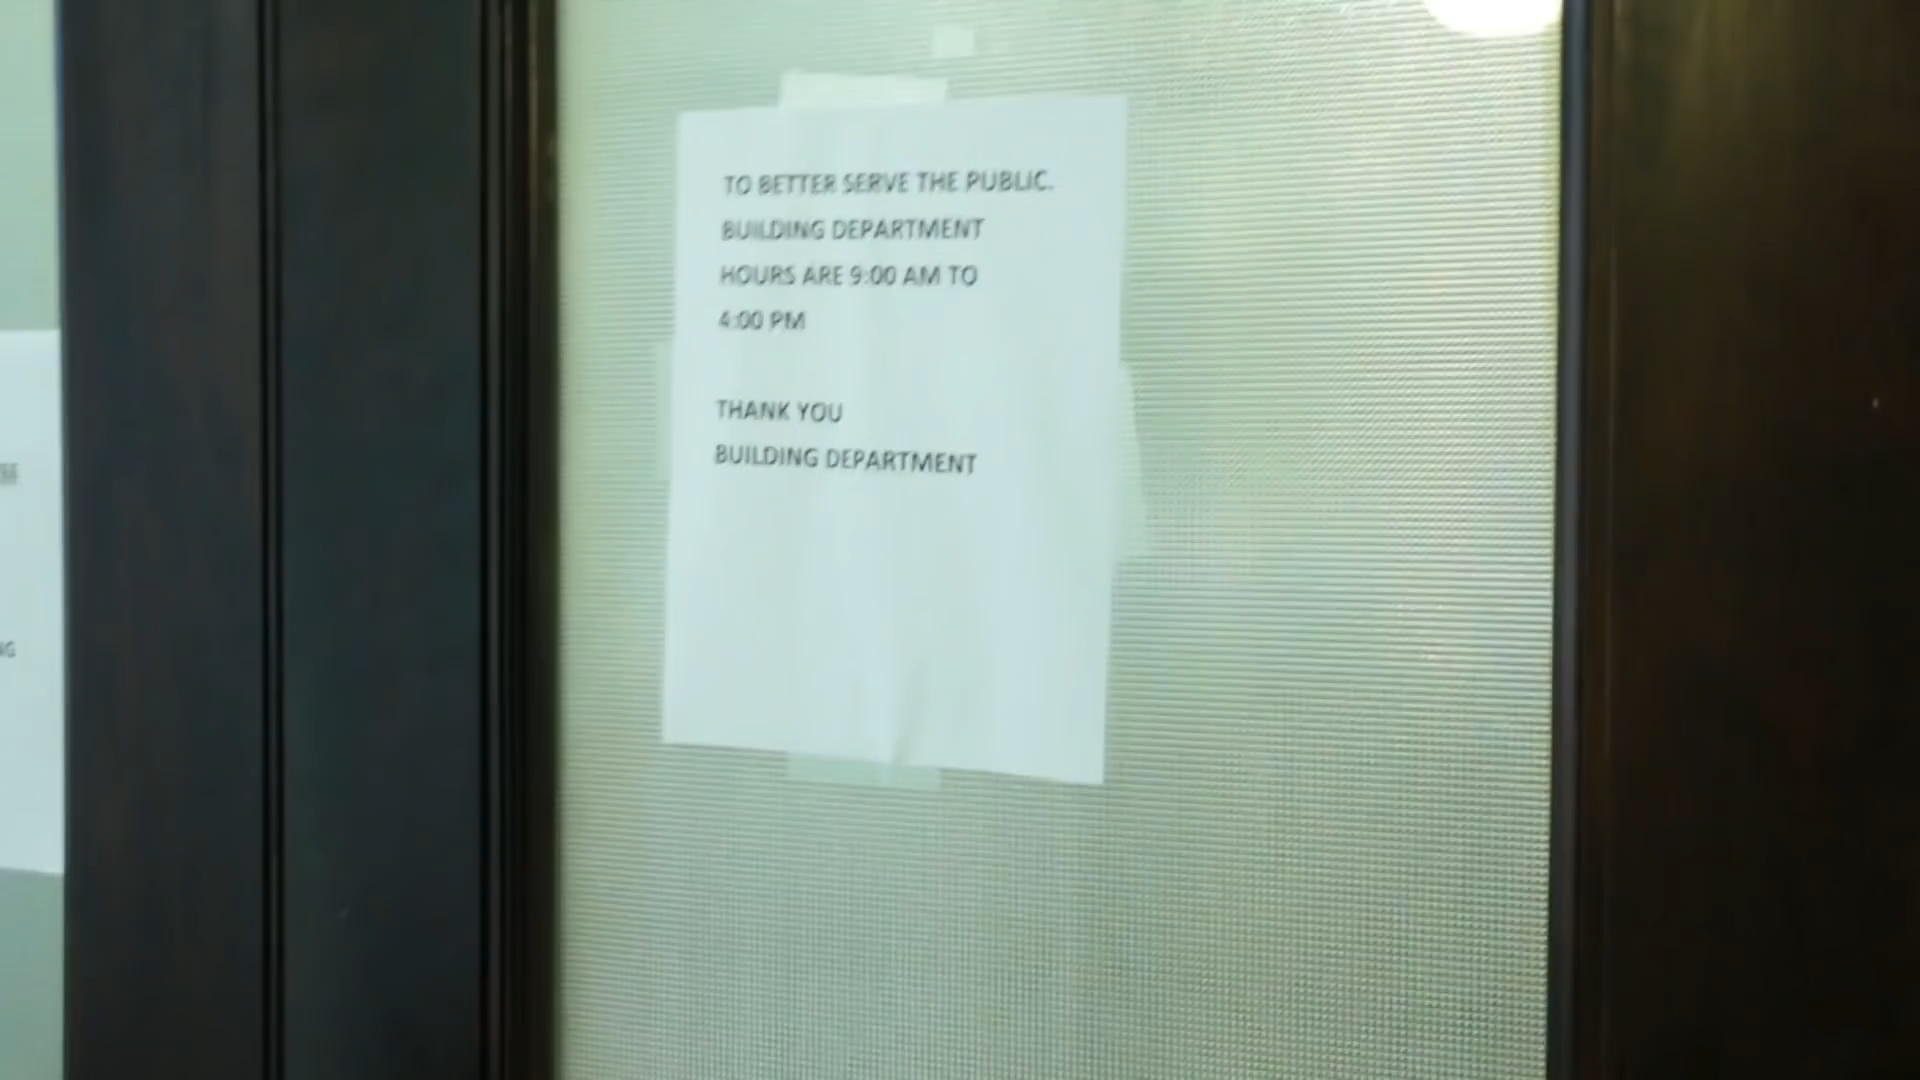 TO BETTER SERVE THE PUBLIC.
BUILDING DEPARTMENT
HOURS ARE 9:00 AM TO
4:00 PM
THANK YOU
BUILDING DEPARTMENT